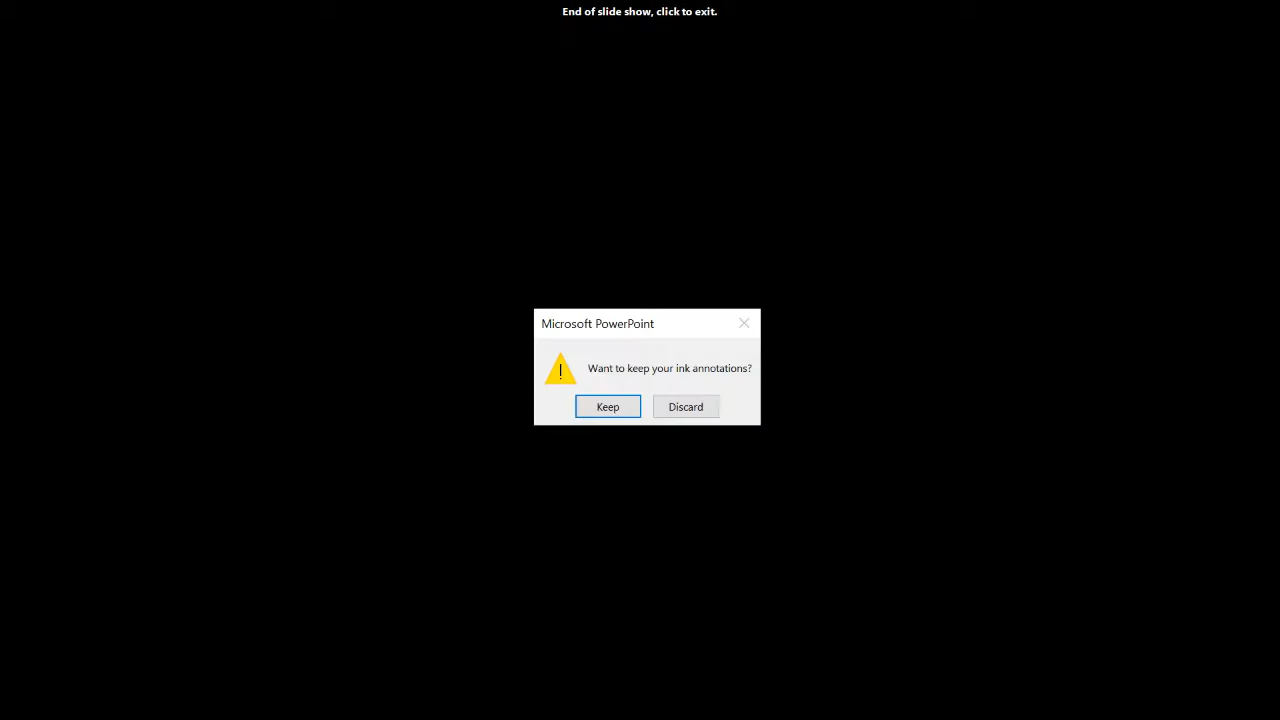 End of slide show, click to exit.
Microsoft PowerPoint
Want to keep your ink annotations?
Keep Discard